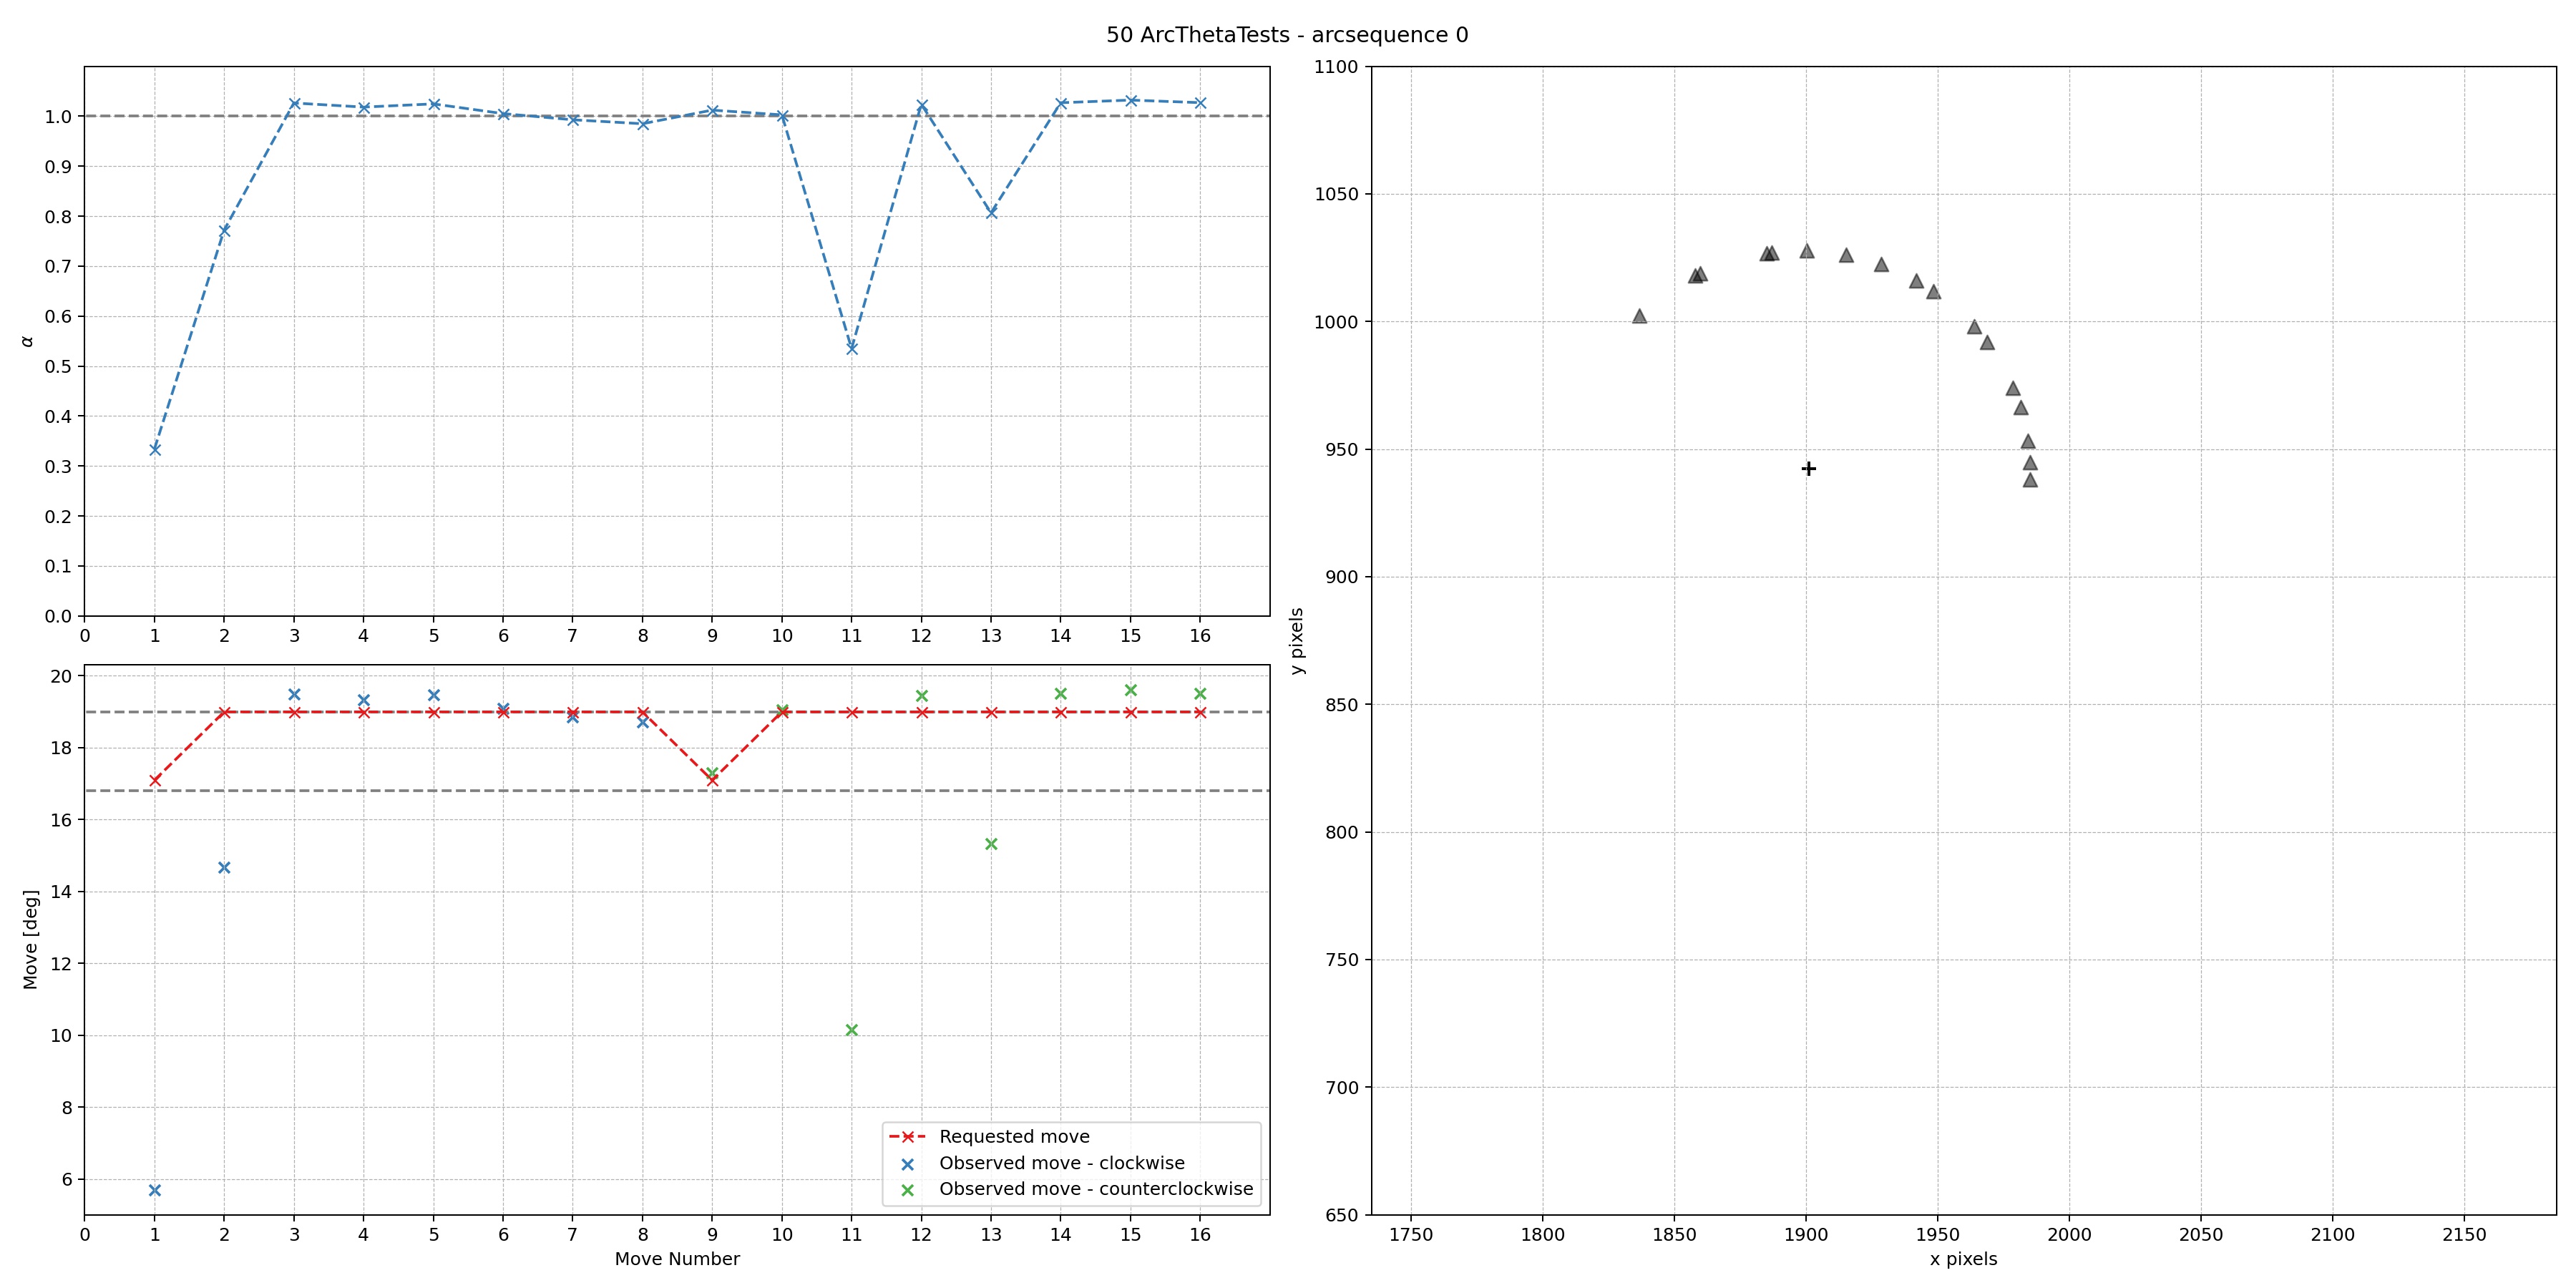 50 ArcThetaTests - arcsequence 0
1.0
0.9
0.8
0.7
0.6
0.5
0.4
0.3
0.2
0.1
0.0
α
0 1 2 3 4 5 6 7 8 9 10 11 12 13 14 15 16
20
18
16
14
12
10
8
6
Move [deg]
Requested move
Observed move - clockwise
Observed move - counterclockwise
0 1 2 3 4 5 6 7 8 9 10 11 12 13 14 15 16
Move Number
1100
1050
1000
950
900
850
800
750
700
650
y pixels
1750 1800 1850 1900 1950 2000 2050 2100 2150
x pixels